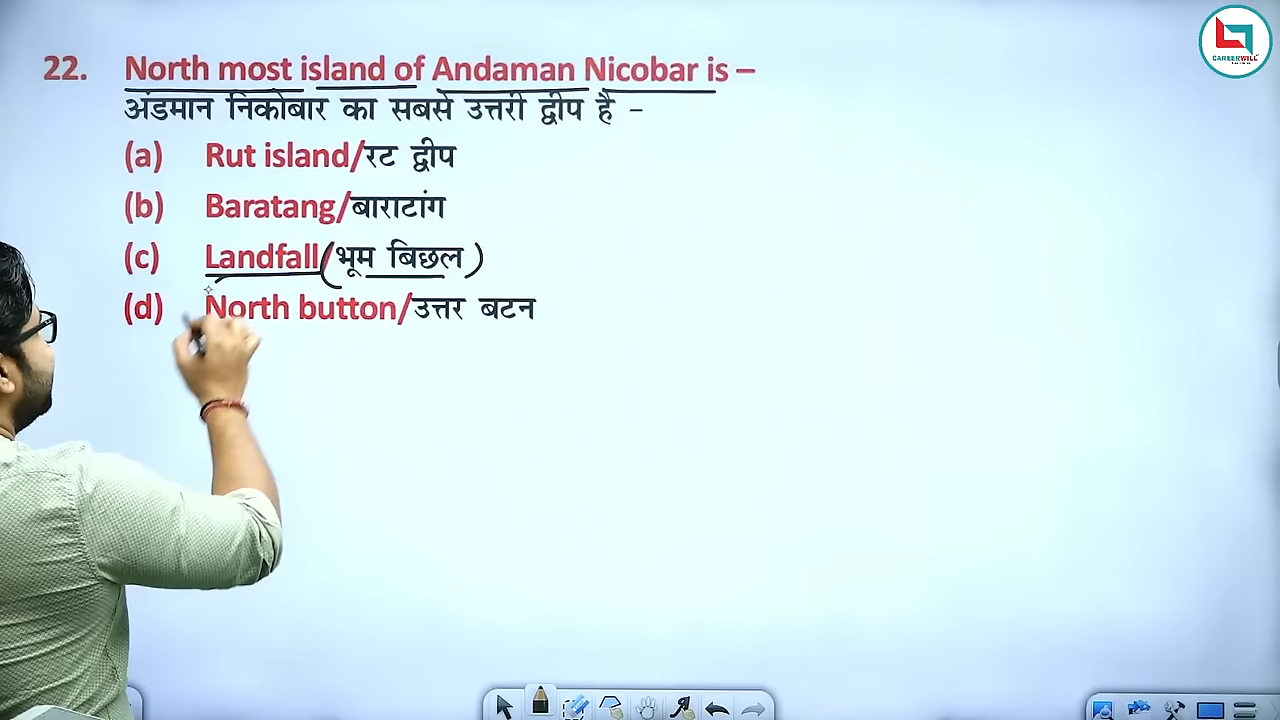 22. North most island of Andaman Nicobar is –
अंडमान निकोबार का सबसे उत्तरी द्वीप है -
(a) Rut island/रट द्वीप
(b) Baratang/बाराटांग
(c) Landfall/(भूम बिछल)
(d) North button/उत्तर बटन
CAREERWILL